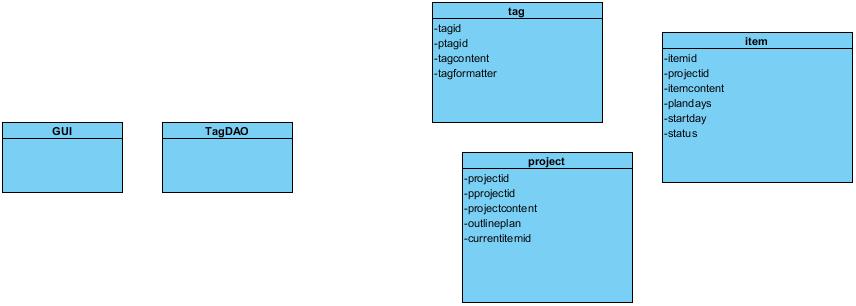 tag
-tagid
-ptagid
-tagcontent
-tagformatter
item
-itemid
-projectid
-itemcontent
-plandays
-startday
-status
GUI
TagDAO
project
-projectid
-pprojectid
-projectcontent
-outlineplan
-currentitemid